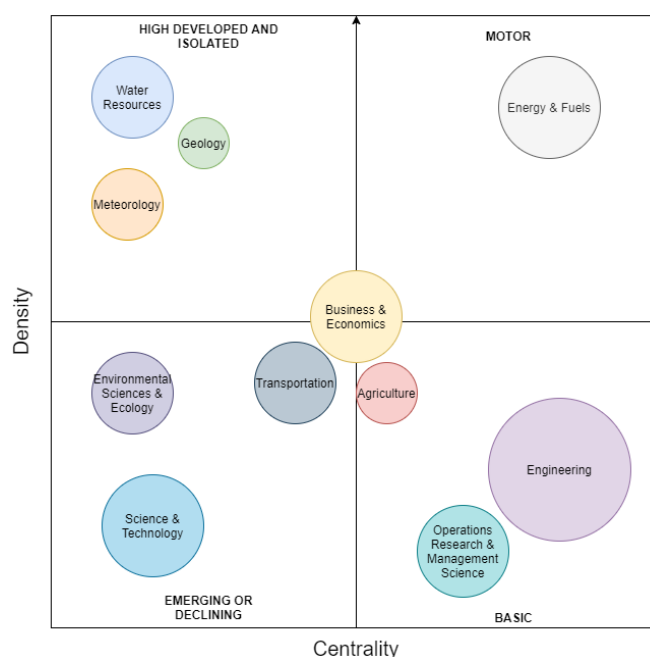 HIGH DEVELOPED AND
ISOLATED
MOTOR
Water
Resources
Energy & Fuels
Geology
Meteorology
Density
Business &
Economics
Environmental
Sciences &
Ecology
Transportation
Agriculture
Engineering
Science &
Technology
Operations
Research &
Management
Science
EMERGING OR
DECLINING
BASIC
Centrality